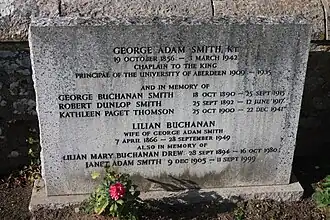 GEORGE ADAM SMITH, KT
19 OCTOBER 1856 – 3 MARCH 1942
CHAPLAIN TO THE KING
PRINCIPAL OF THE UNIVERSITY OF ABERDEEN 1909 – 1935
AND IN MEMORY OF
GEORGE BUCHANAN SMITH 18 OCT 1890 – 25 SEPT 1915
ROBERT DUNLOP SMITH 25 SEPT 1892 – 12 JUNE 1917
KATHLEEN PAGET THOMSON 25 OCT 1900 – 22 DEC 1941
LILIAN BUCHANAN
WIFE OF GEORGE ADAM SMITH
7 APRIL 1866 – 28 SEPTEMBER 1949
ALSO IN MEMORY OF
LILIAN MARY BUCHANAN DREW 28 SEPT 1894 – 16 OCT 1980
JANET ADAM SMITH 9 DEC 1905 – 11 SEPT 1999